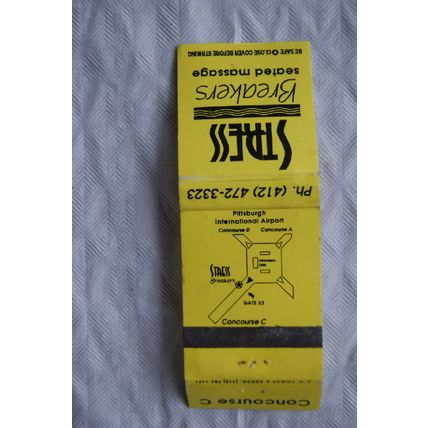 BE SAFE CLOSE COVER BEFORE STRIKING
STRESS
Breakers
seated massage
Ph. (412) 472-3323
Pittsburgh
International Airport
Concourse D
Concourse A
Information
STRESS
Breakers
GATE 53
Concourse C
Concourse C